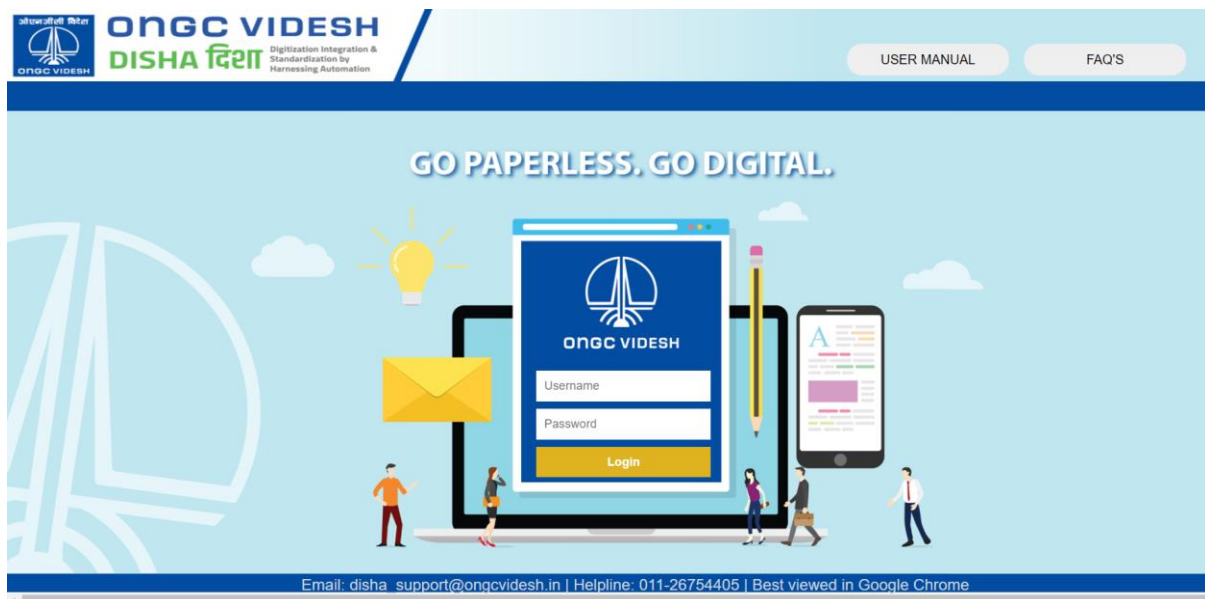 ओएनजीसी विदेश
ONGC VIDESH
ONGC VIDESH
DISHA दिशा
Digitization Integration &
Standardization by
Harnessing Automation
USER MANUAL
FAQ'S
GO PAPERLESS. GO DIGITAL.
ONGC VIDESH
Username
Password
Login
A
Email: disha_support@ongcvidesh.in | Helpline: 011-26754405 | Best viewed in Google Chrome